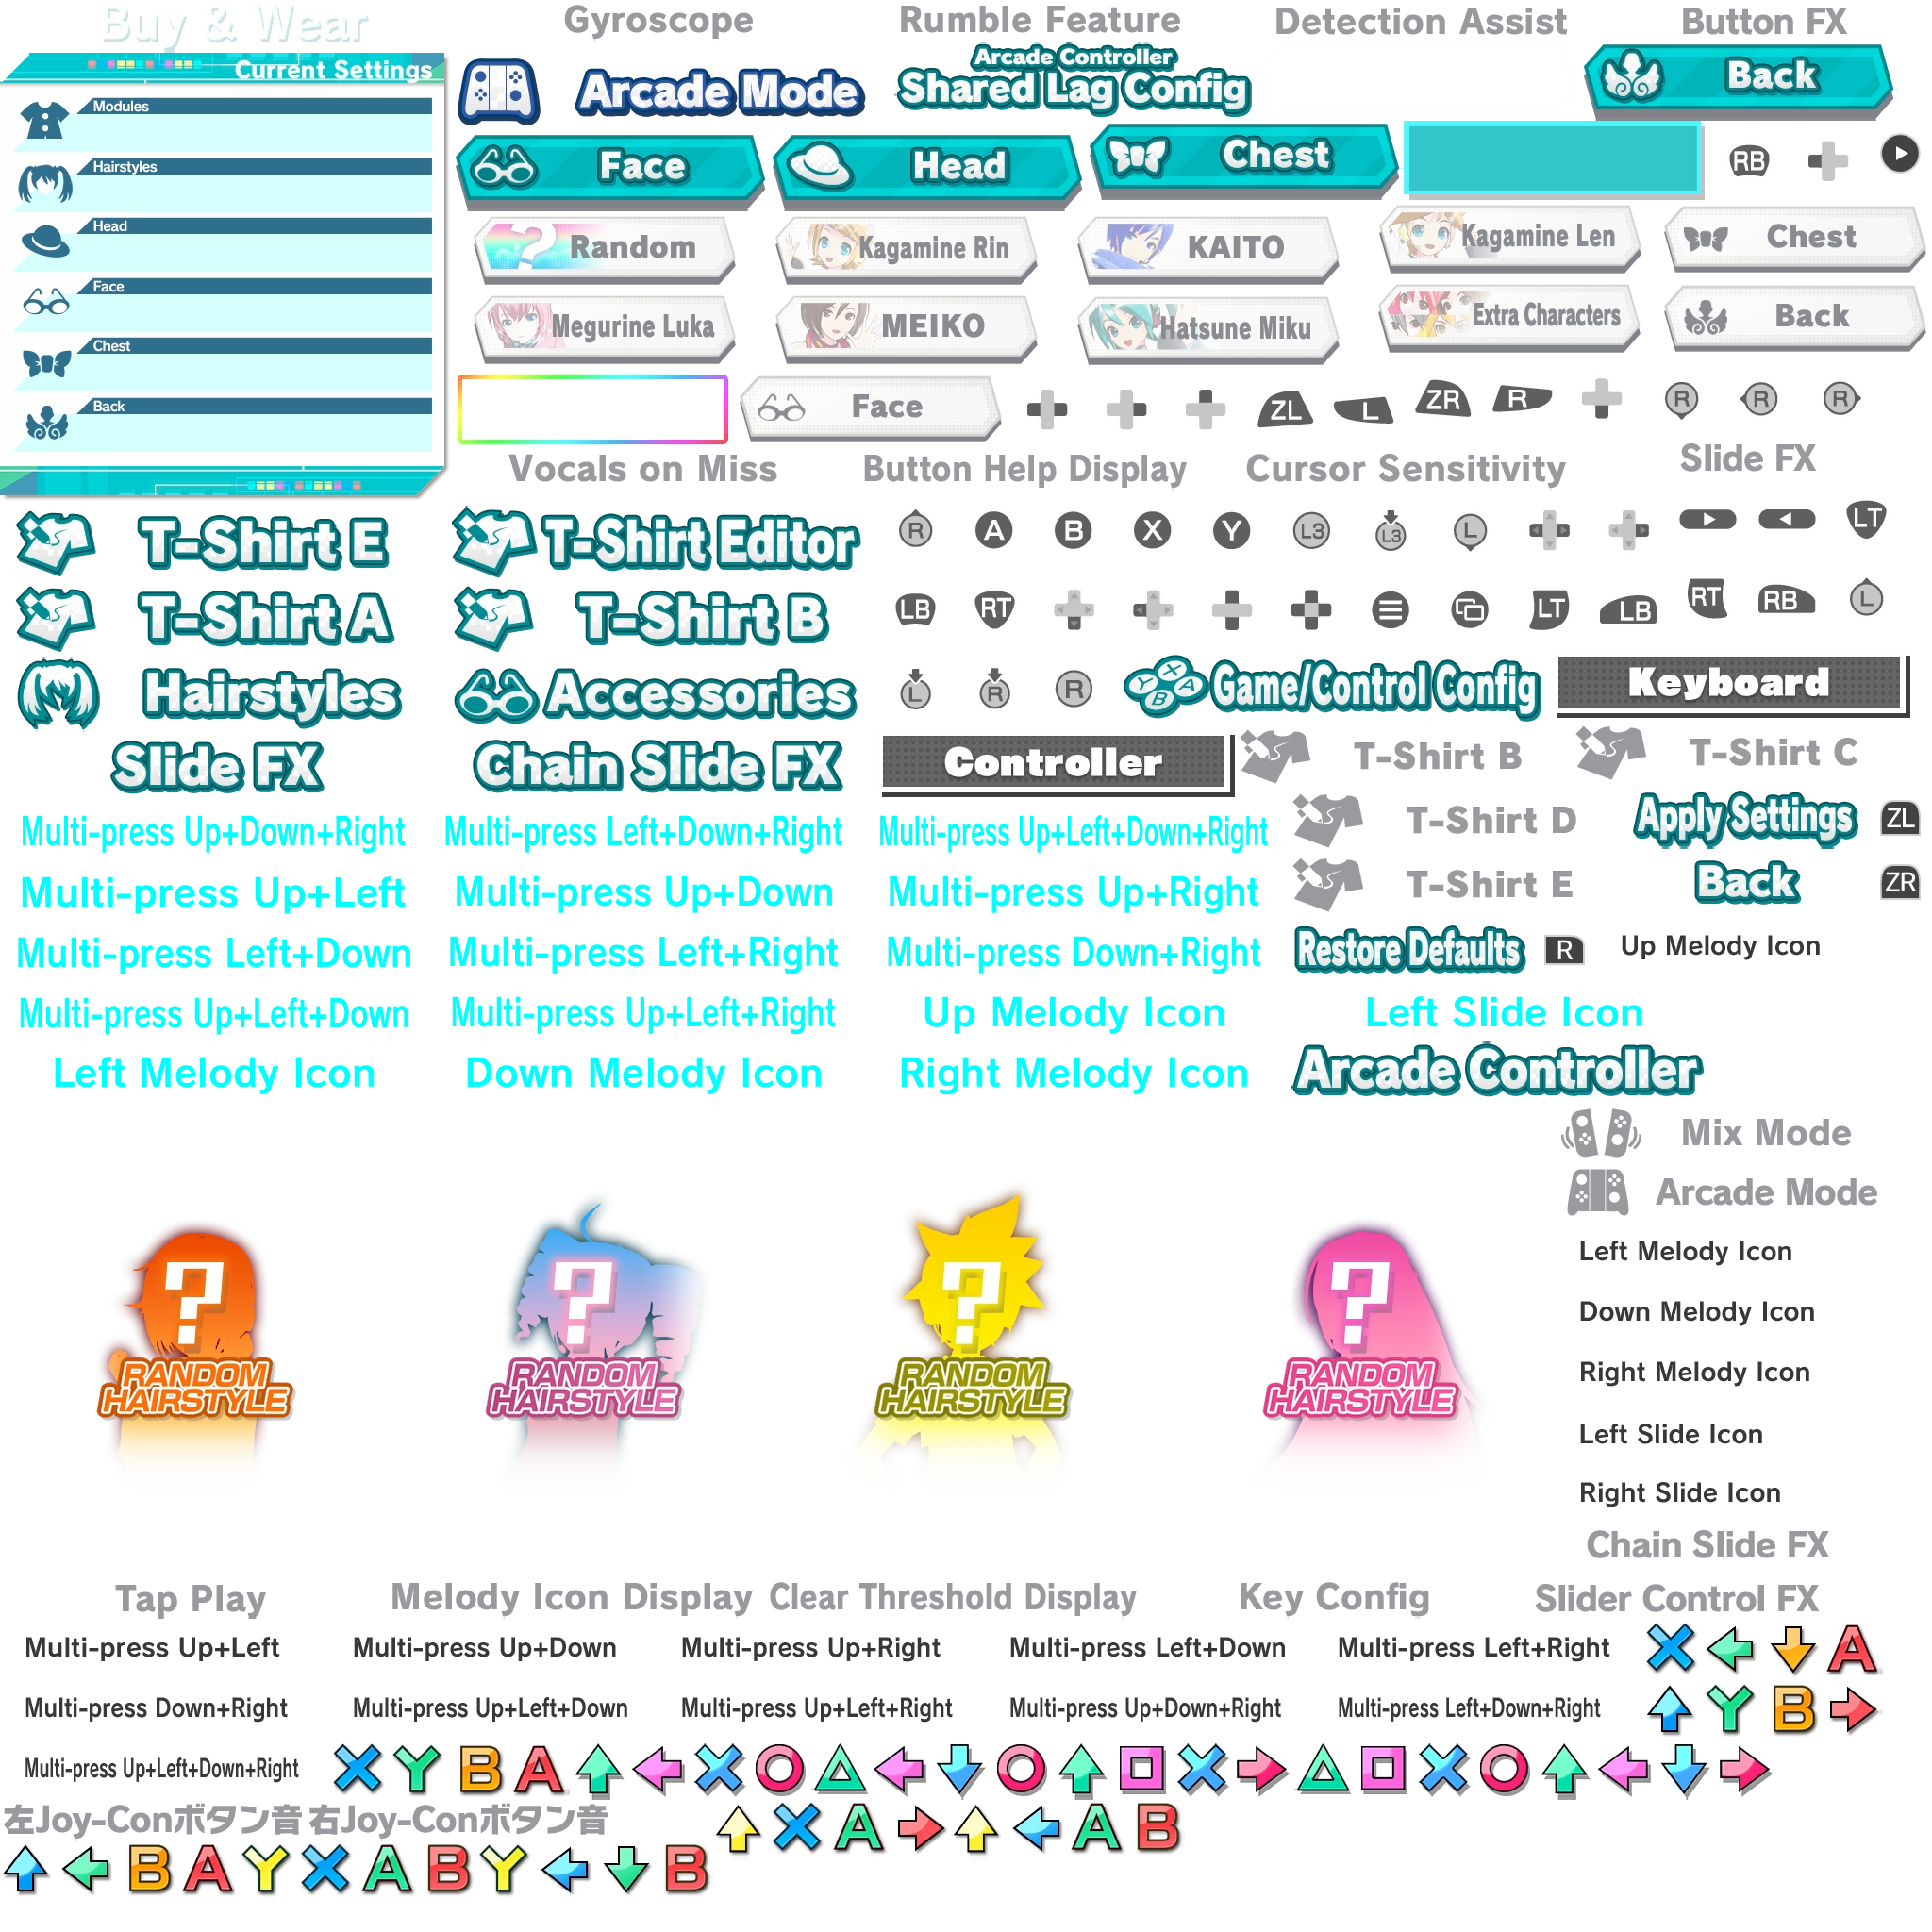 Buy & Wear
Gyroscope
Rumble Feature
Detection Assist
Button FX
Current Settings
Modules
Hairstyles
Head
Face
Chest
Back
Arcade Mode
Arcade Controller
Shared Lag Config
Back
Face
Head
Chest
RB
Random
Kagamine Rin
KAITO
Kagamine Len
Chest
Megurine Luka
MEIKO
Hatsune Miku
Extra Characters
Back
Face
ZL
L
ZR
R
R
R
R
Vocals on Miss
Button Help Display
Cursor Sensitivity
Slide FX
T-Shirt E
T-Shirt Editor
R
A
B
X
Y
L3
L3
L
LT
T-Shirt A
T-Shirt B
LB
RT
LT
LB
RT
RB
L
Hairstyles
Accessories
L
R
R
Y X B A
Game/Control Config
Keyboard
Slide FX
Chain Slide FX
Controller
T-Shirt B
T-Shirt C
Multi-press Up+Down+Right
Multi-press Left+Down+Right
Multi-press Up+Left+Down+Right
T-Shirt D
Apply Settings
ZL
Multi-press Up+Left
Multi-press Up+Down
Multi-press Up+Right
T-Shirt E
Back
ZR
Multi-press Left+Down
Multi-press Left+Right
Multi-press Down+Right
Restore Defaults
R
Up Melody Icon
Multi-press Up+Left+Down
Multi-press Up+Left+Right
Up Melody Icon
Left Slide Icon
Left Melody Icon
Down Melody Icon
Right Melody Icon
Arcade Controller
Mix Mode
Arcade Mode
Left Melody Icon
Down Melody Icon
Right Melody Icon
Left Slide Icon
Right Slide Icon
Chain Slide FX
?
RANDOM
HAIRSTYLE
?
RANDOM
HAIRSTYLE
?
RANDOM
HAIRSTYLE
?
RANDOM
HAIRSTYLE
Tap Play
Melody Icon Display
Clear Threshold Display
Key Config
Slider Control FX
Multi-press Up+Left
Multi-press Up+Down
Multi-press Up+Right
Multi-press Left+Down
Multi-press Left+Right
X
A
Multi-press Down+Right
Multi-press Up+Left+Down
Multi-press Up+Left+Right
Multi-press Up+Down+Right
Multi-press Left+Down+Right
Y B
Multi-press Up+Left+Down+Right
X Y B A
左Joy-Conボタン音
右Joy-Conボタン音
X A
A B
B A Y X A B Y
B